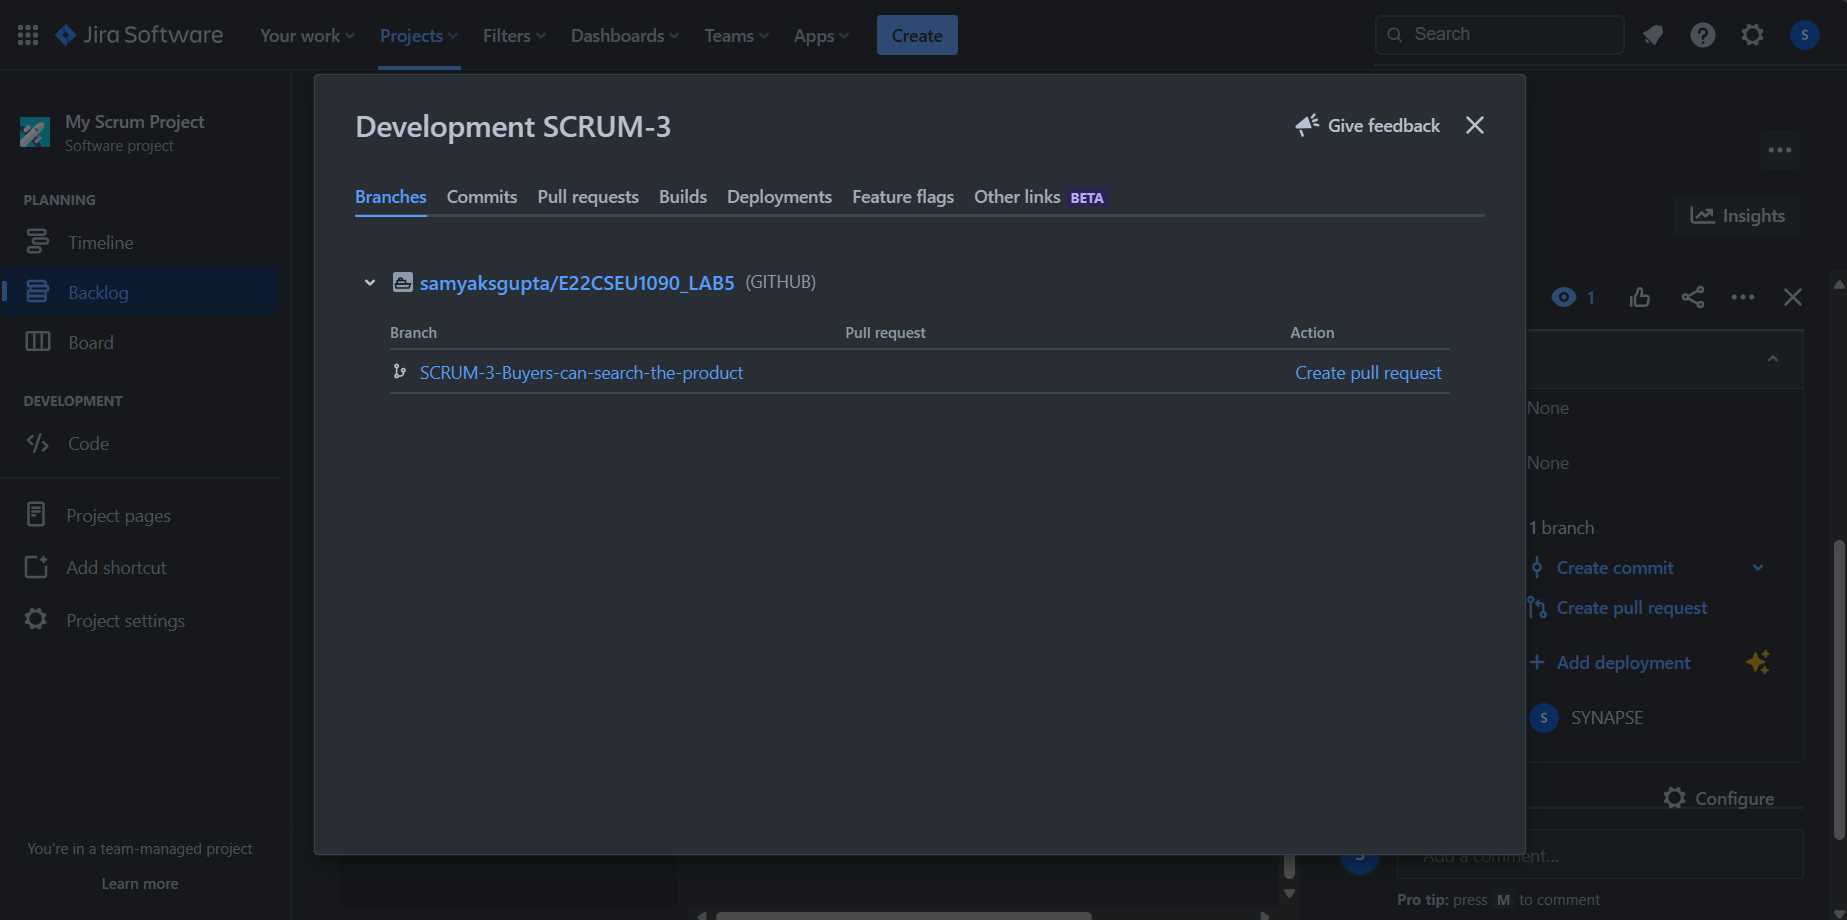 Jira Software Your work Projects Filters Dashboards Teams Apps Create Search S
My Scrum Project
Software project
PLANNING
Timeline
Backlog
Board
DEVELOPMENT
Code
Project pages
Add shortcut
Project settings
You're in a team-managed project
Learn more
Development SCRUM-3
Give feedback
Branches Commits Pull requests Builds Deployments Feature flags Other links BETA
samyaksgupta/E22CSEU1090_LAB5 (GITHUB)
Branch Pull request Action
SCRUM-3-Buyers-can-search-the-product Create pull request
Insights
1
None
None
1 branch
Create commit
Create pull request
Add deployment
S SYNAPSE
Configure
S Add a comment...
Pro tip: press M to comment